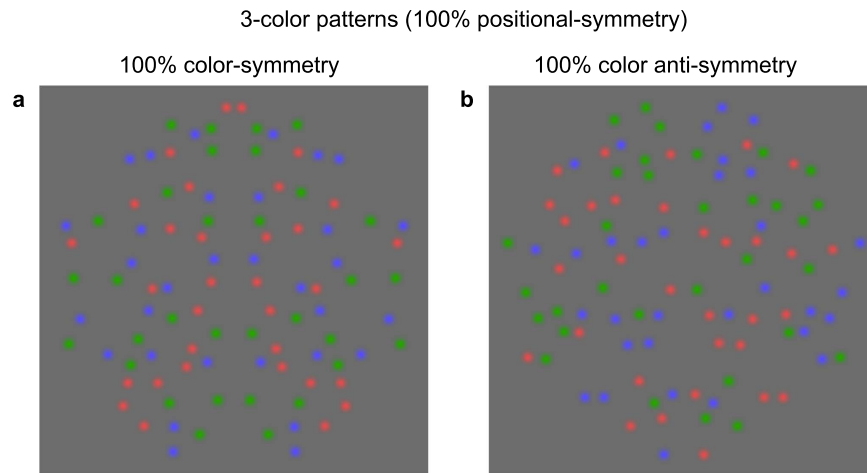 3-color patterns (100% positional-symmetry)
100% color-symmetry
100% color anti-symmetry
a
b